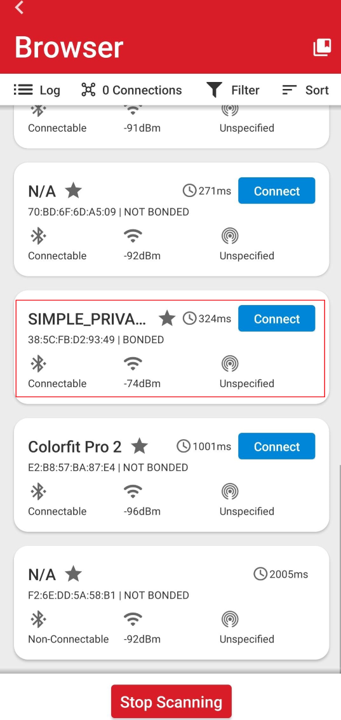 Browser
Log 0 Connections Filter Sort
Connectable -91dBm Unspecified
N/A 271ms Connect
70:BD:6F:6D:A5:09 | NOT BONDED
Connectable -92dBm Unspecified
SIMPLE_PRIVA... 324ms Connect
38:5C:FB:D2:93:49 | BONDED
Connectable -74dBm Unspecified
Colorfit Pro 2 1001ms Connect
E2:B8:57:BA:87:E4 | NOT BONDED
Connectable -96dBm Unspecified
N/A 2005ms
F2:6E:DD:5A:58:B1 | NOT BONDED
Non-Connectable -92dBm Unspecified
Stop Scanning